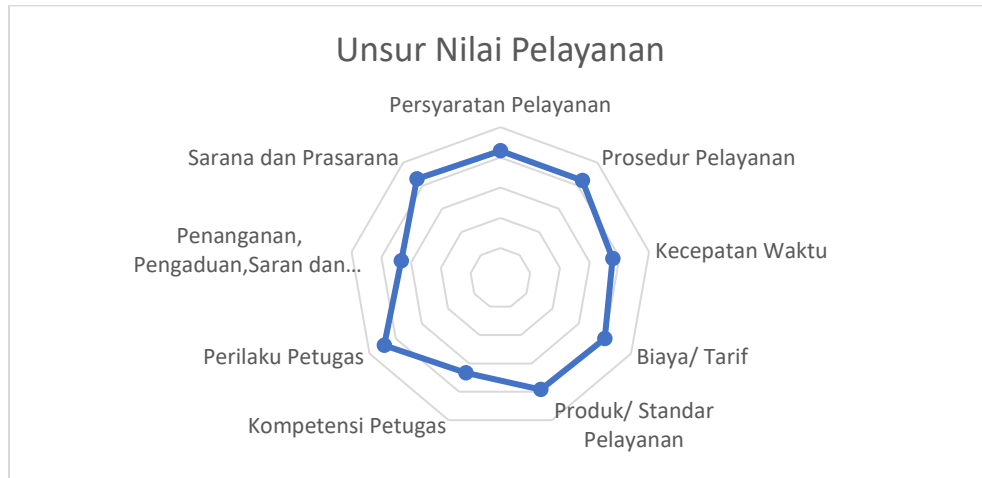 Unsur Nilai Pelayanan
Persyaratan Pelayanan
Prosedur Pelayanan
Kecepatan Waktu
Biaya/ Tarif
Produk/ Standar
Pelayanan
Kompetensi Petugas
Perilaku Petugas
Penanganan,
Pengaduan,Saran dan...
Sarana dan Prasarana